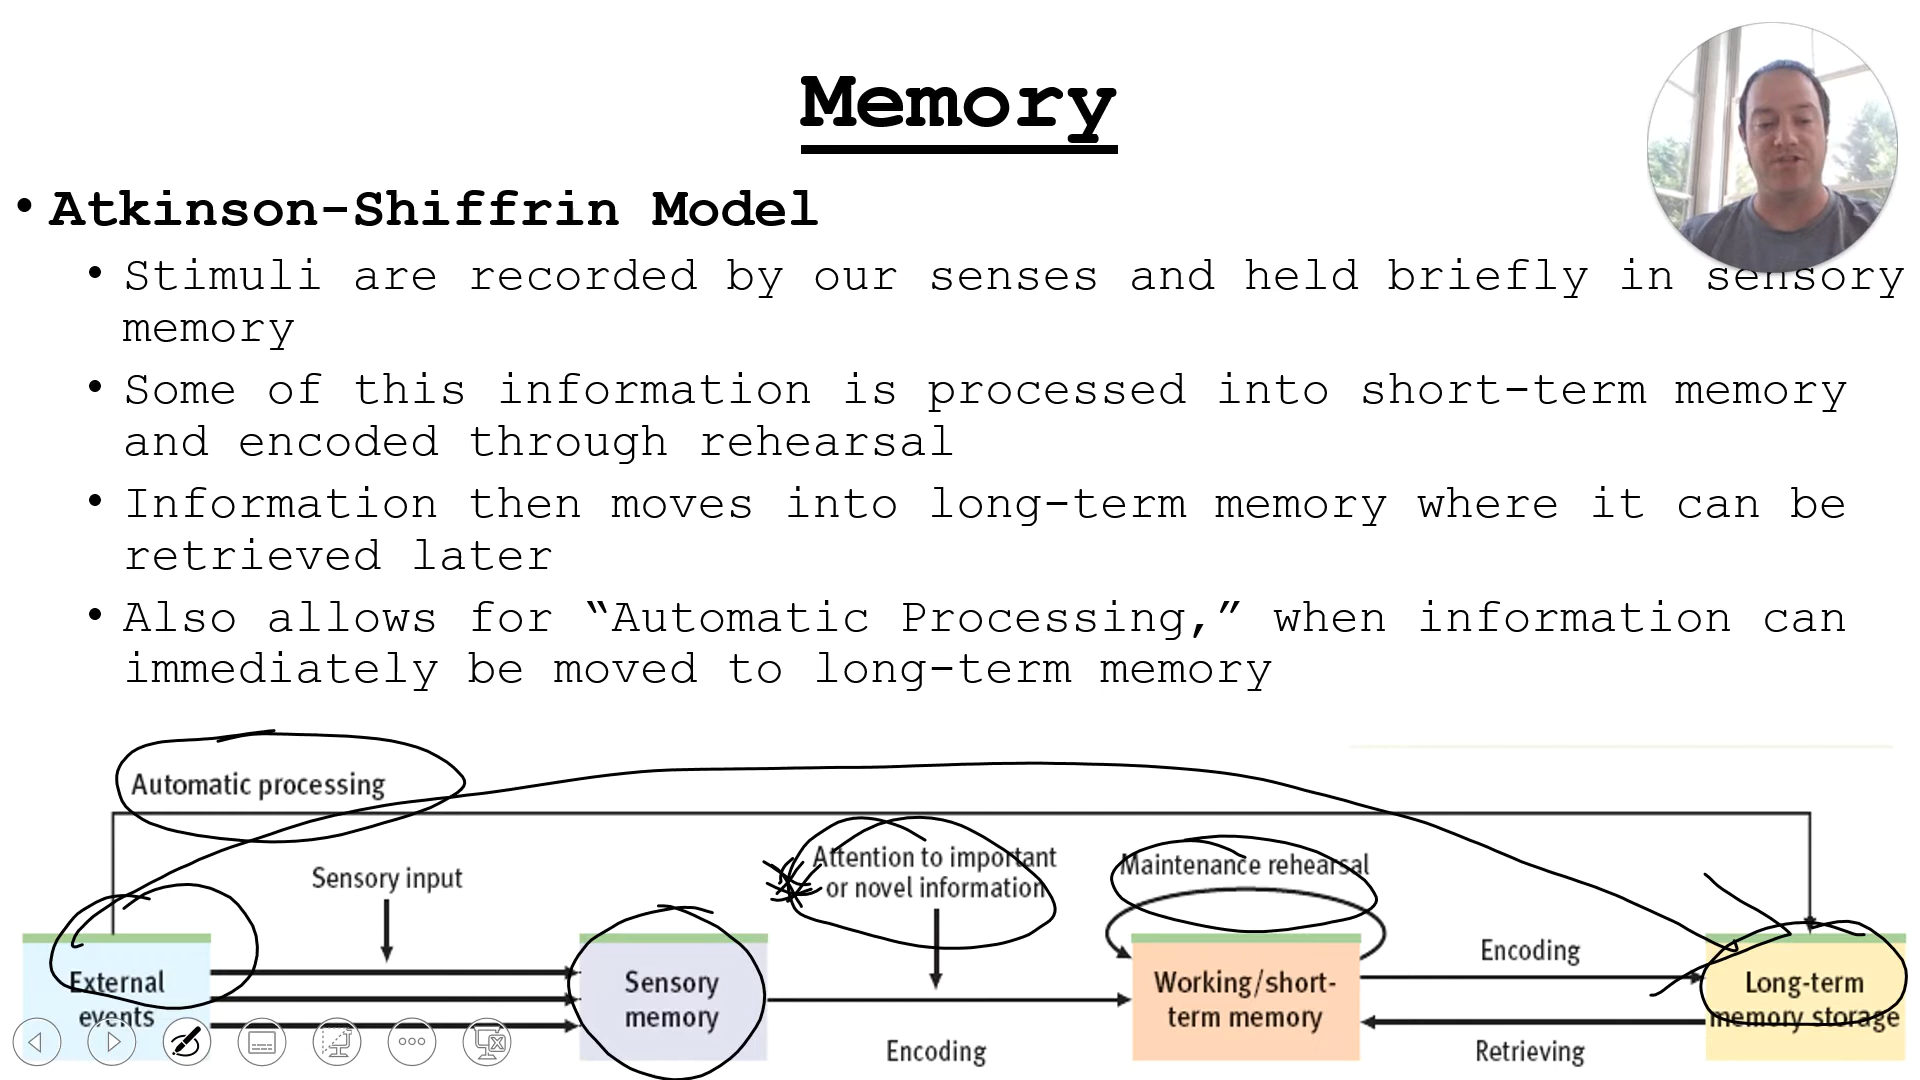 Memory
• Atkinson-Shiffrin Model
• Stimuli are recorded by our senses and held briefly in sensory
memory
• Some of this information is processed into short-term memory
and encoded through rehearsal
• Information then moves into long-term memory where it can be
retrieved later
• Also allows for “Automatic Processing,” when information can
immediately be moved to long-term memory
Automatic processing
Sensory input
Attention to important
or novel information
Maintenance rehearsal
External
events
Sensory
memory
Encoding
Working/short-
term memory
Encoding
Retrieving
Long-term
memory storage